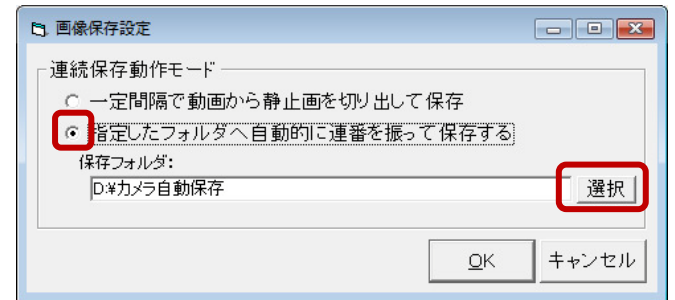 画像保存設定
連続保存動作モード
一定間隔で動画から静止画を切り出して保存
指定したフォルダへ自動的に連番を振って保存する
保存フォルダ:
D:¥カメラ自動保存
選択
OK
キャンセル